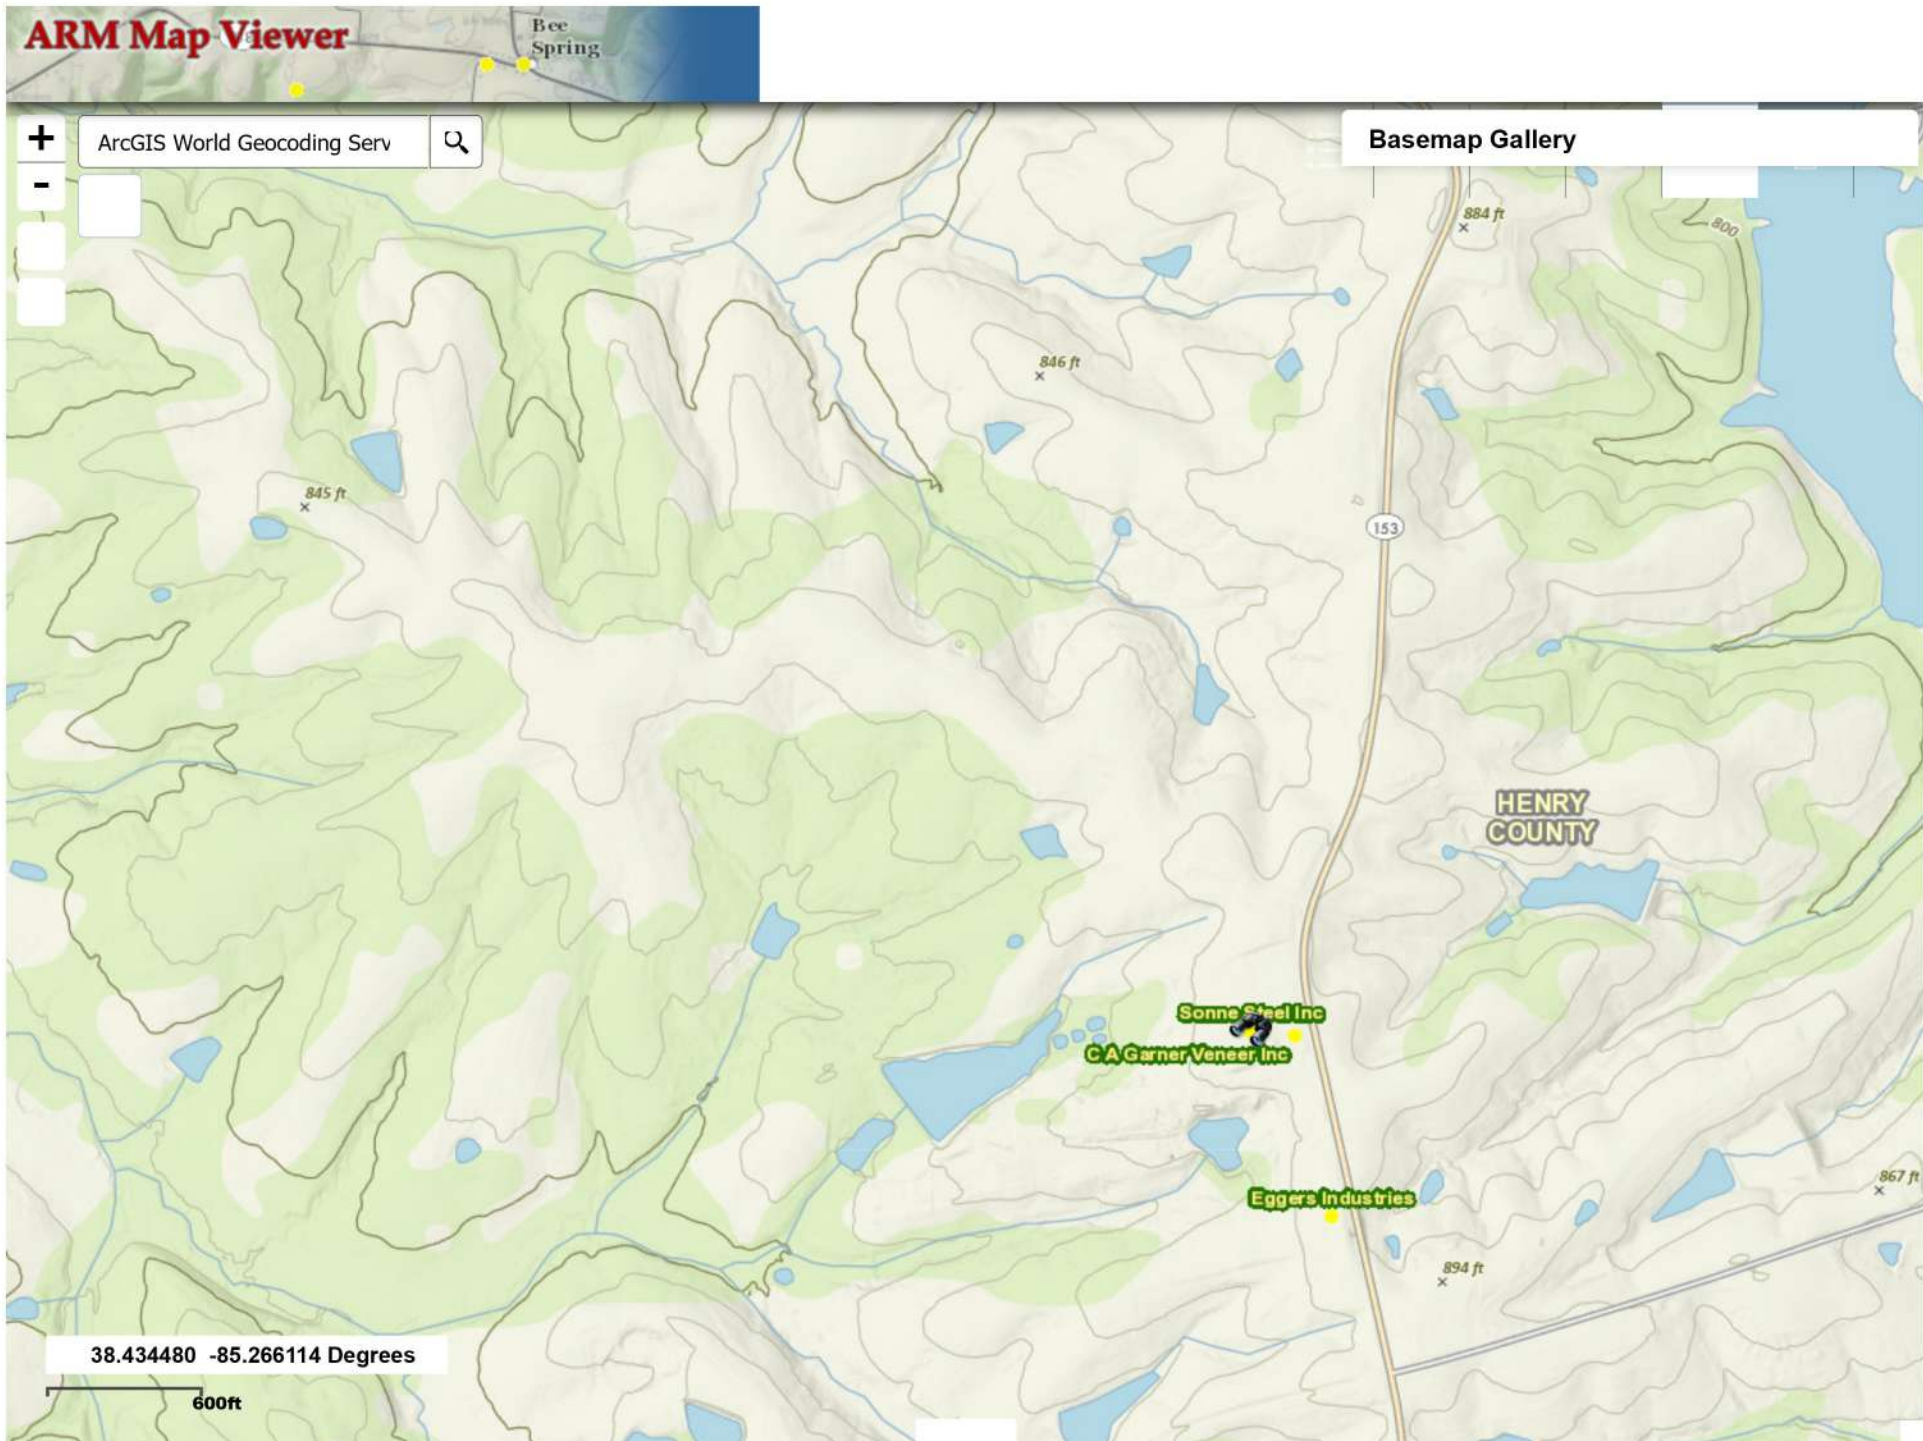 ARM Map Viewer
Bee
Spring
+
ArcGIS World Geocoding Serv
Basemap Gallery
-
884 ft
800
846 ft
845 ft
153
HENRY
COUNTY
Sonne Steel Inc
C A Garner Veneer Inc
867 ft
Eggers Industries
894 ft
38.434480 -85.266114 Degrees
600ft